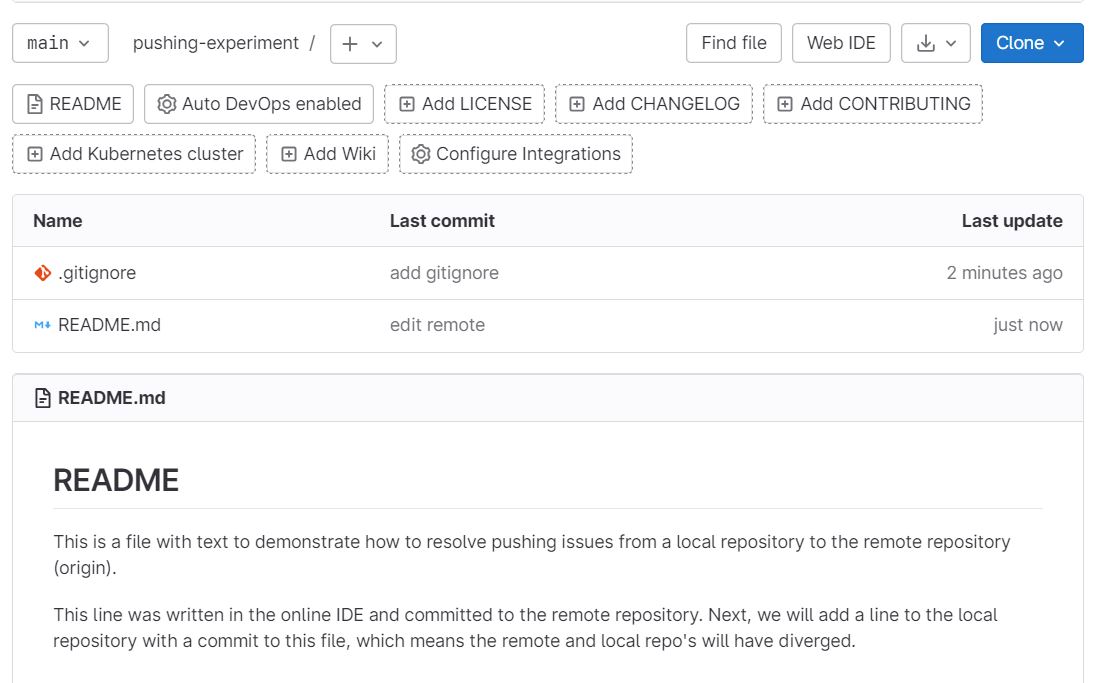 main pushing-experiment / + Find file Web IDE Clone
README Auto DevOps enabled Add LICENSE Add CHANGELOG Add CONTRIBUTING
Add Kubernetes cluster Add Wiki Configure Integrations
Name Last commit Last update
.gitignore add gitignore 2 minutes ago
README.md edit remote just now
README.md
README
This is a file with text to demonstrate how to resolve pushing issues from a local repository to the remote repository
(origin).
This line was written in the online IDE and committed to the remote repository. Next, we will add a line to the local
repository with a commit to this file, which means the remote and local repo's will have diverged.